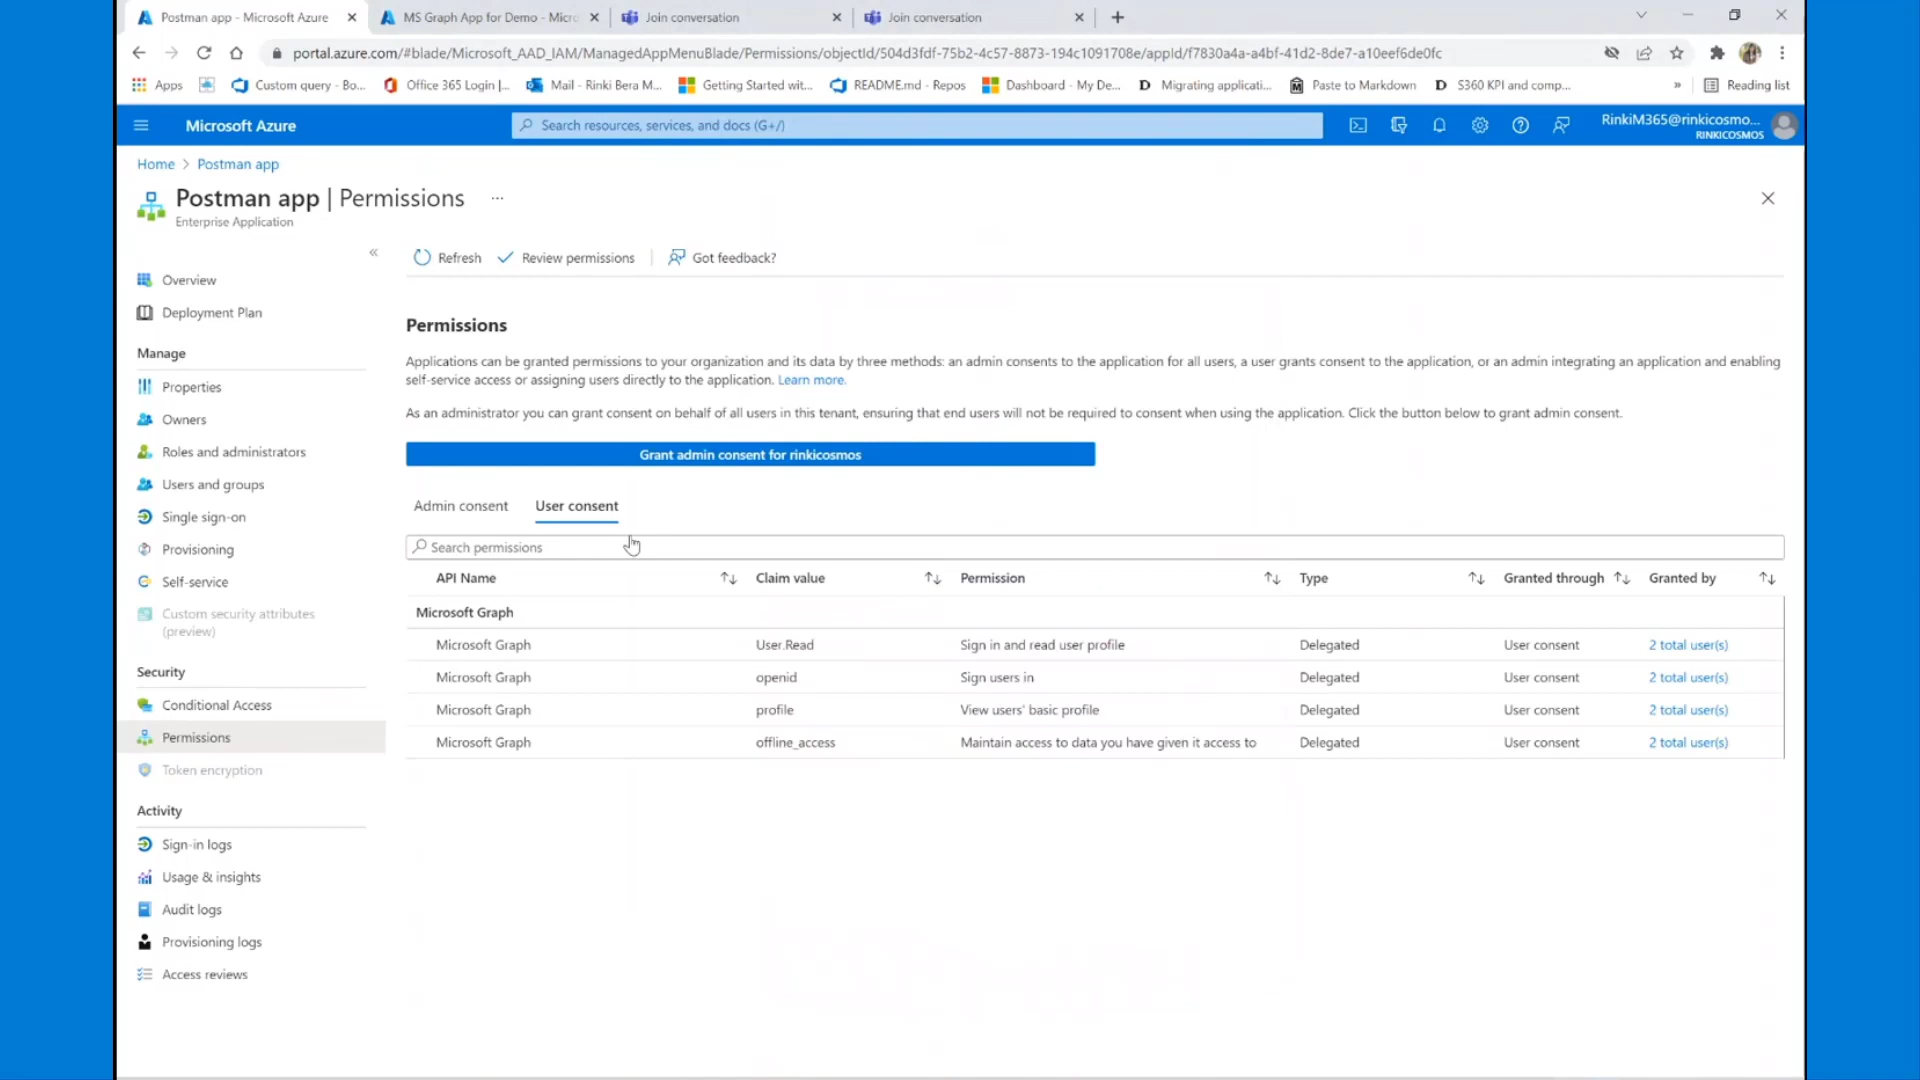 Postman app - Microsoft Azure
MS Graph App for Demo - Micro
Join conversation
Join conversation
portal.azure.com/#blade/Microsoft_AAD_IAM/ManagedAppMenuBlade/Permissions/objectId/504d3fdf-75b2-4c57-8873-194c1091708e/appId/f7830a4a-a4bf-41d2-8de7-a10eef6de0fc
Apps
Custom query - Bo...
Office 365 Login |...
Mail - Rinki Bera M...
Getting Started wit...
README.md - Repos
Dashboard - My De...
Migrating applicati...
Paste to Markdown
S360 KPI and comp...
»
Reading list
Microsoft Azure
Search resources, services, and docs (G+/)
RinkiM365@rinkicosmo...
RINKICOSMOS
Home > Postman app
Postman app | Permissions ...
Enterprise Application
«
Refresh
Review permissions
Got feedback?
Overview
Deployment Plan
Manage
Properties
Owners
Roles and administrators
Users and groups
Single sign-on
Provisioning
Self-service
Custom security attributes
(preview)
Security
Conditional Access
Permissions
Token encryption
Activity
Sign-in logs
Usage & insights
Audit logs
Provisioning logs
Access reviews
Permissions
Applications can be granted permissions to your organization and its data by three methods: an admin consents to the application for all users, a user grants consent to the application, or an admin integrating an application and enabling
self-service access or assigning users directly to the application. Learn more.
As an administrator you can grant consent on behalf of all users in this tenant, ensuring that end users will not be required to consent when using the application. Click the button below to grant admin consent.
Grant admin consent for rinkicosmos
Admin consent
User consent
Search permissions
API Name Claim value Permission Type Granted through Granted by
Microsoft Graph
Microsoft Graph User.Read Sign in and read user profile Delegated User consent 2 total user(s)
Microsoft Graph openid Sign users in Delegated User consent 2 total user(s)
Microsoft Graph profile View users' basic profile Delegated User consent 2 total user(s)
Microsoft Graph offline_access Maintain access to data you have given it access to Delegated User consent 2 total user(s)